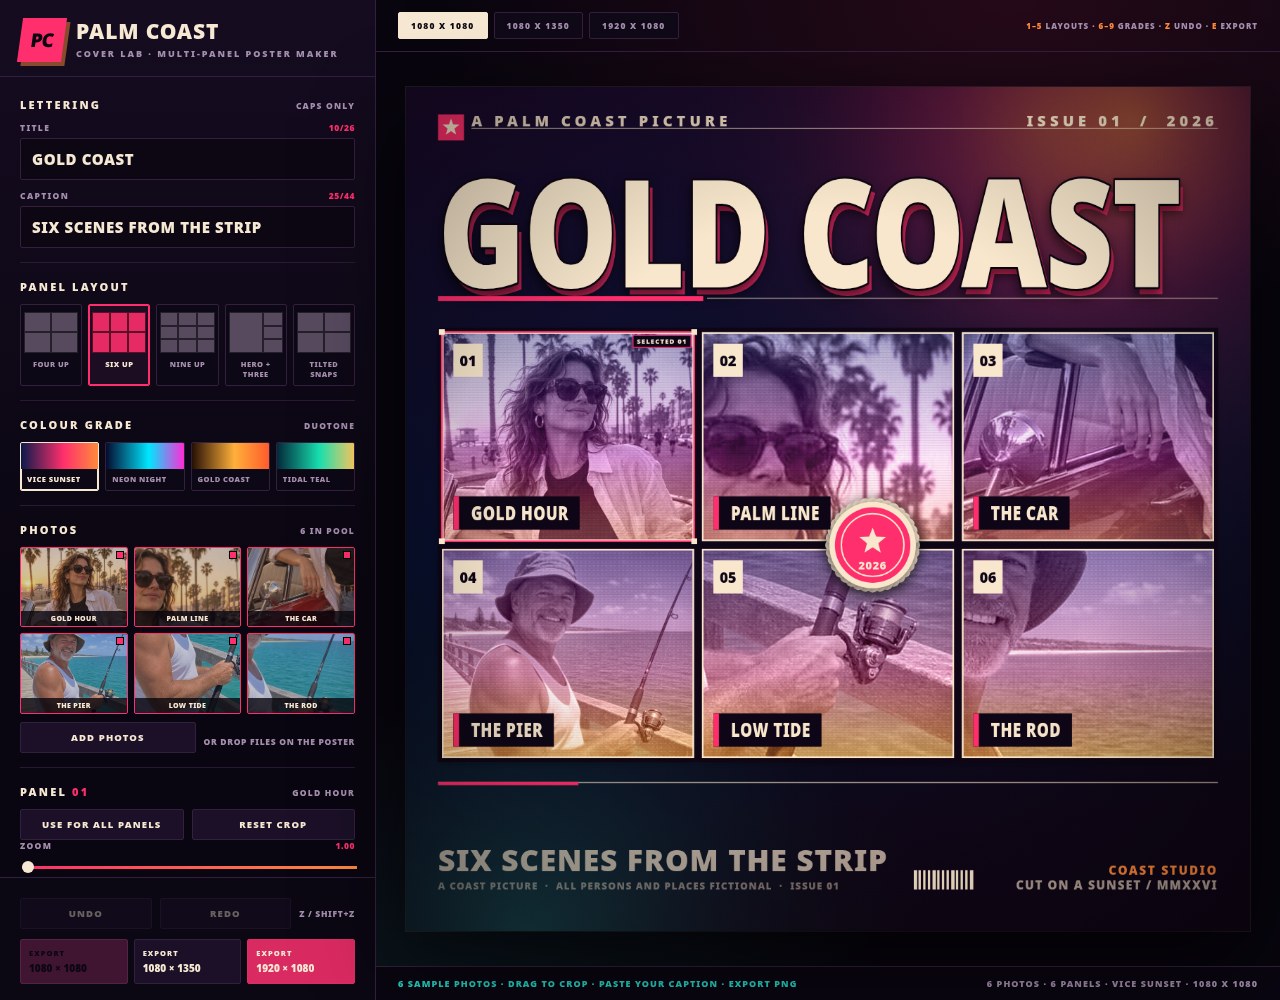 PC
PALM COAST
COVER LAB · MULTI-PANEL POSTER MAKER
LETTERING
CAPS ONLY
TITLE
10/26
GOLD COAST
CAPTION
25/44
SIX SCENES FROM THE STRIP
PANEL LAYOUT
FOUR UP
SIX UP
NINE UP
HERO +
THREE
TILTED
SNAPS
COLOUR GRADE
DUOTONE
VICE SUNSET
NEON NIGHT
GOLD COAST
TIDAL TEAL
PHOTOS
6 IN POOL
GOLD HOUR
PALM LINE
THE CAR
THE PIER
LOW TIDE
THE ROD
ADD PHOTOS
OR DROP FILES ON THE POSTER
PANEL 01
GOLD HOUR
USE FOR ALL PANELS
RESET CROP
ZOOM
1.00
UNDO
REDO
Z / SHIFT+Z
EXPORT
1080 × 1080
EXPORT
1080 × 1350
EXPORT
1920 × 1080
1080 X 1080
1080 X 1350
1920 X 1080
1-5 LAYOUTS · 6-9 GRADES · Z UNDO · E EXPORT
A PALM COAST PICTURE
ISSUE 01 / 2026
GOLD COAST
SELECTED 01
01
GOLD HOUR
02
PALM LINE
03
THE CAR
2026
04
THE PIER
05
LOW TIDE
06
THE ROD
SIX SCENES FROM THE STRIP
A COAST PICTURE · ALL PERSONS AND PLACES FICTIONAL · ISSUE 01
COAST STUDIO
CUT ON A SUNSET / MMXXVI
6 SAMPLE PHOTOS · DRAG TO CROP · PASTE YOUR CAPTION · EXPORT PNG
6 PHOTOS · 6 PANELS · VICE SUNSET · 1080 X 1080